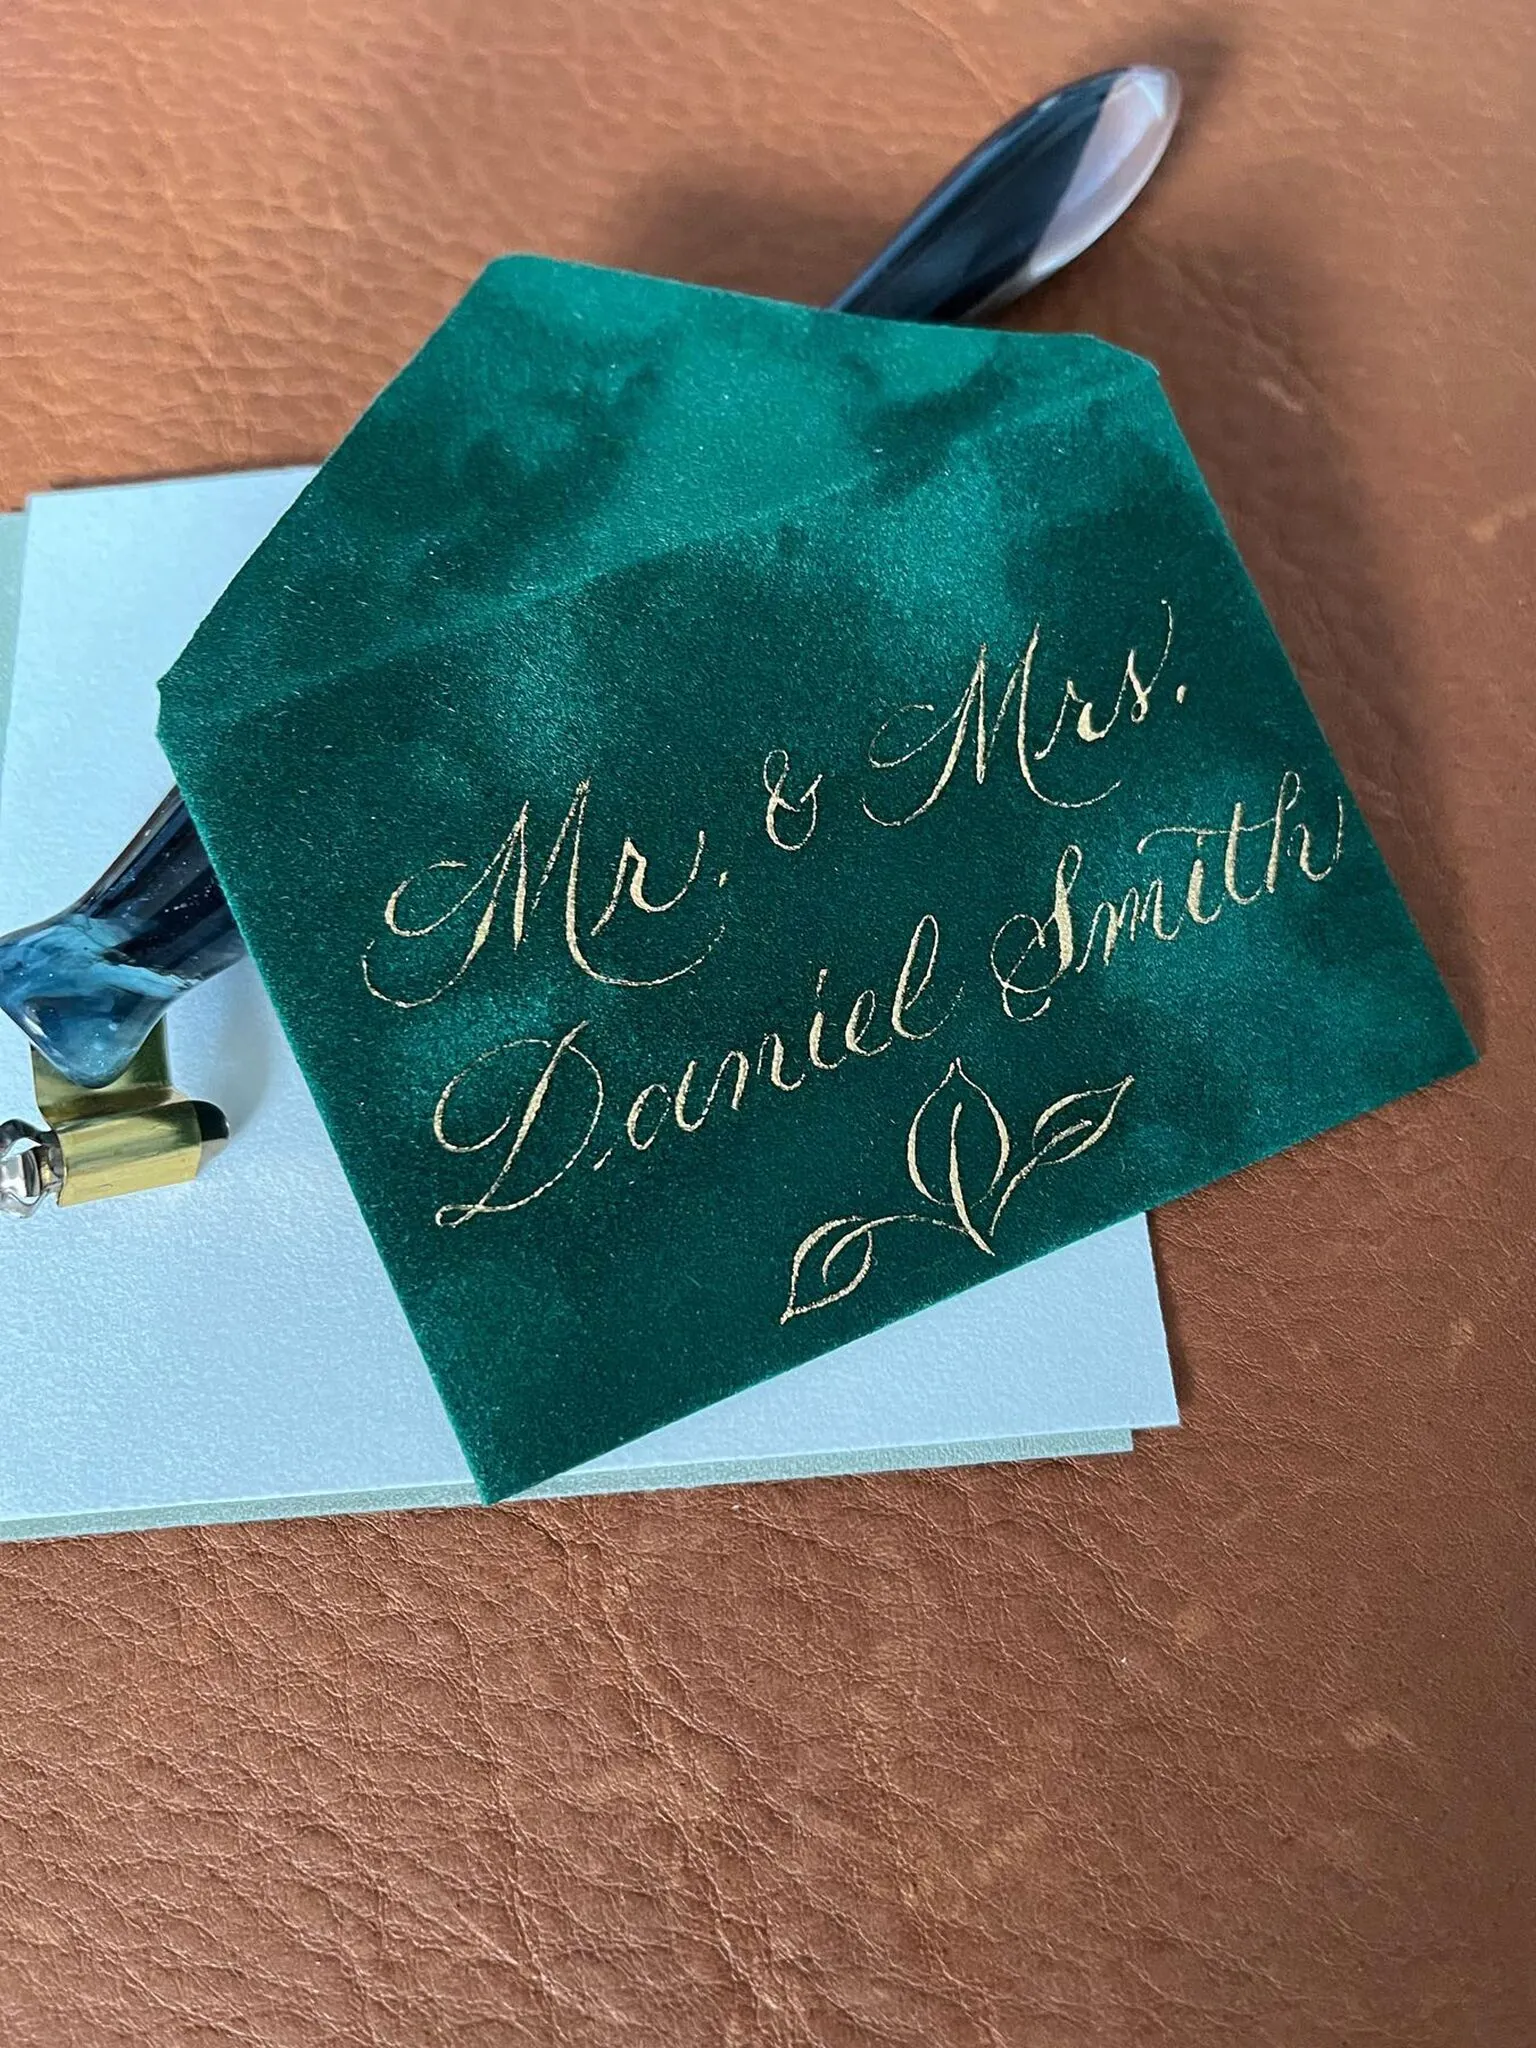 Mr. & Mrs.
Daniel Smith